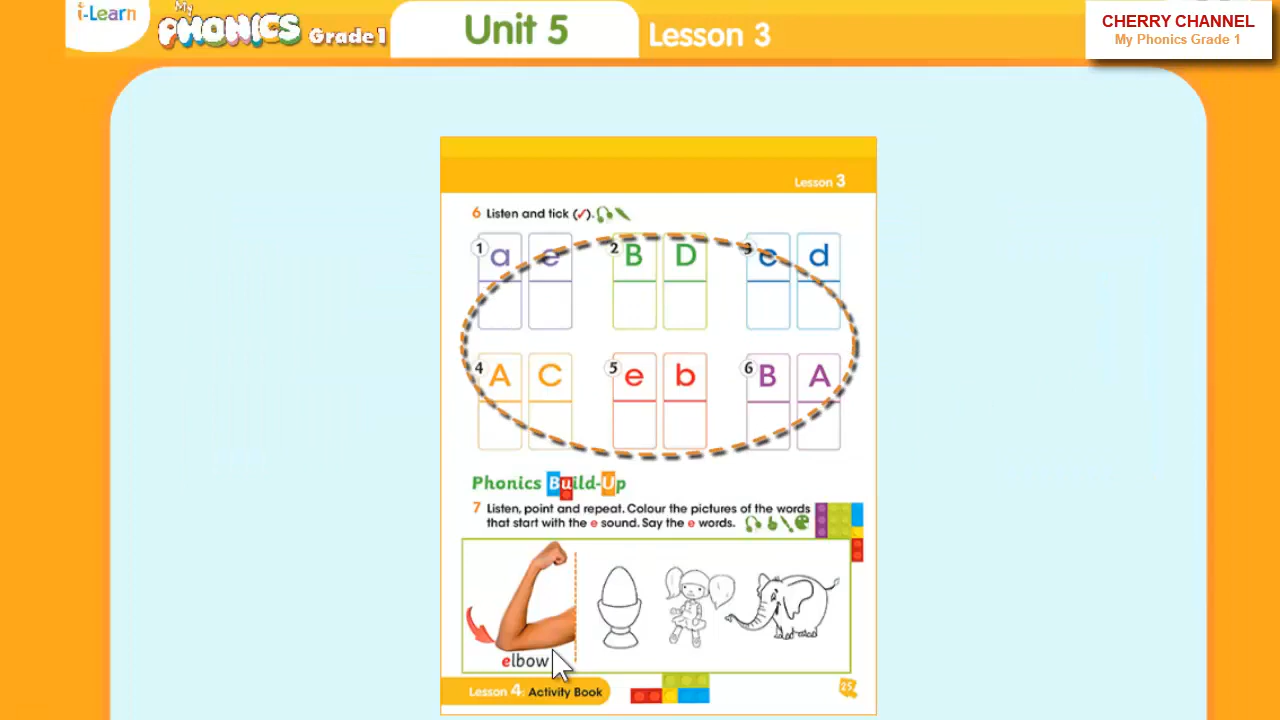 i-Learn
My
PHONICS Grade 1
Unit 5
Lesson 3
CHERRY CHANNEL
My Phonics Grade 1
Lesson 3
6 Listen and tick (✓).
1 a e 2 B D 3 e d
4 A C 5 e b 6 B A
Phonics Build-Up
7 Listen, point and repeat. Colour the pictures of the words
that start with the e sound. Say the e words.
elbow
Lesson 4: Activity Book
25